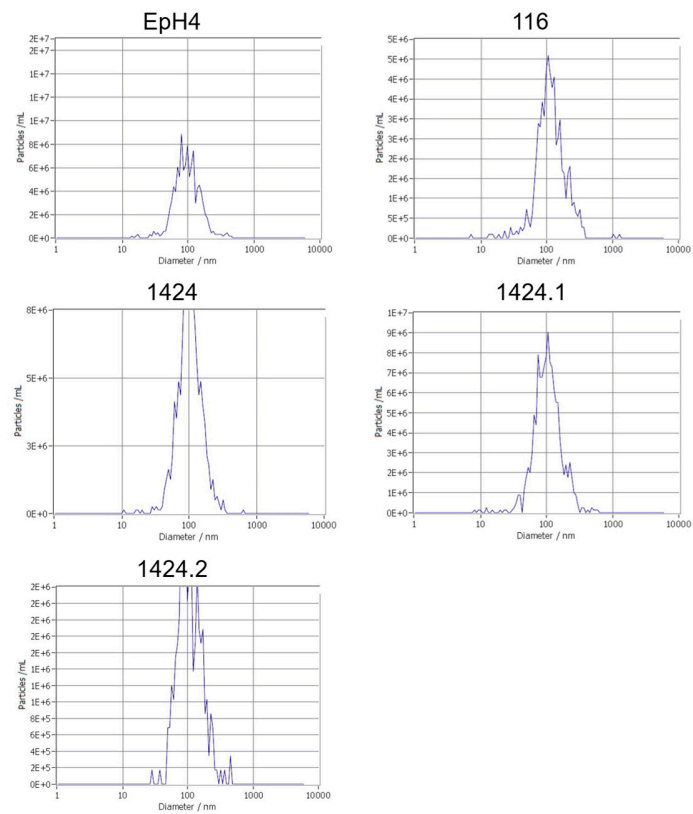 EpH4
2E+7
2E+7
1E+7
1E+7
1E+7
8E+6
6E+6
4E+6
2E+6
0E+0
Particles /mL
1 10 100 1000 10000
Diameter / nm
116
5E+6
5E+6
4E+6
4E+6
3E+6
3E+6
2E+6
2E+6
1E+6
5E+5
0E+0
Particles /mL
1 10 100 1000 10000
Diameter / nm
1424
8E+6
5E+6
3E+6
0E+0
Particles /mL
1 10 100 1000 10000
Diameter / nm
1424.1
1E+7
9E+6
8E+6
7E+6
6E+6
5E+6
4E+6
3E+6
2E+6
1E+6
0E+0
Particles /mL
1 10 100 1000 10000
Diameter / nm
1424.2
2E+6
2E+6
2E+6
2E+6
2E+6
1E+6
1E+6
1E+6
8E+5
6E+5
4E+5
2E+5
0E+0
Particles /mL
1 10 100 1000 10000
Diameter / nm